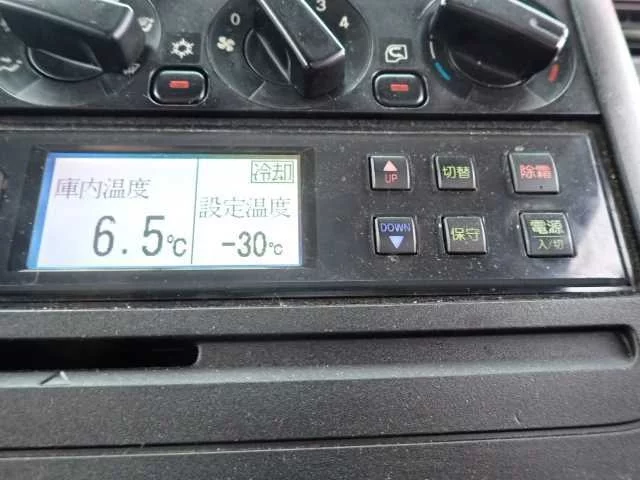 0
3
4
冷却
庫内温度
設定温度
6.5℃
-30℃
UP
切替
除霜
DOWN
保守
電源
入/切